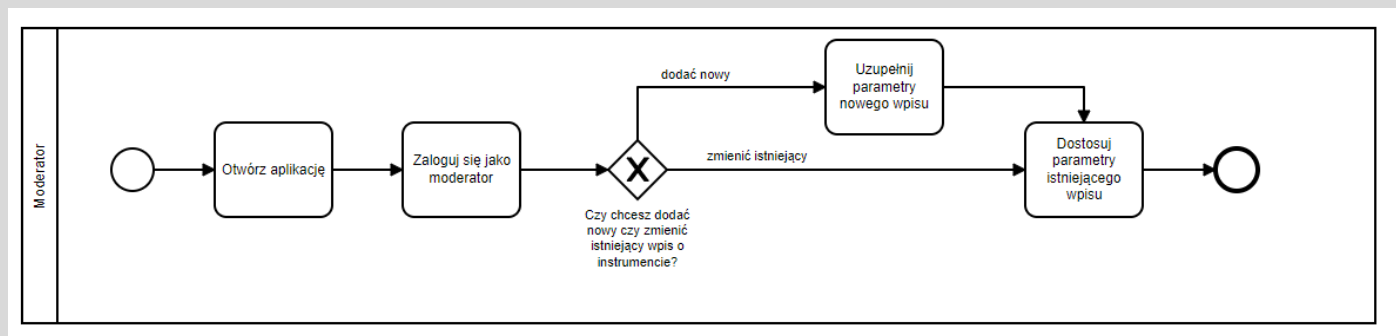 Moderator
Otwórz aplikację
Zaloguj się jako
moderator
Czy chcesz dodać
nowy czy zmienić
istniejący wpis o
instrumencie?
dodać nowy
Uzupełnij
parametry
nowego wpisu
zmienić istniejący
Dostosuj
parametry
istniejącego
wpisu